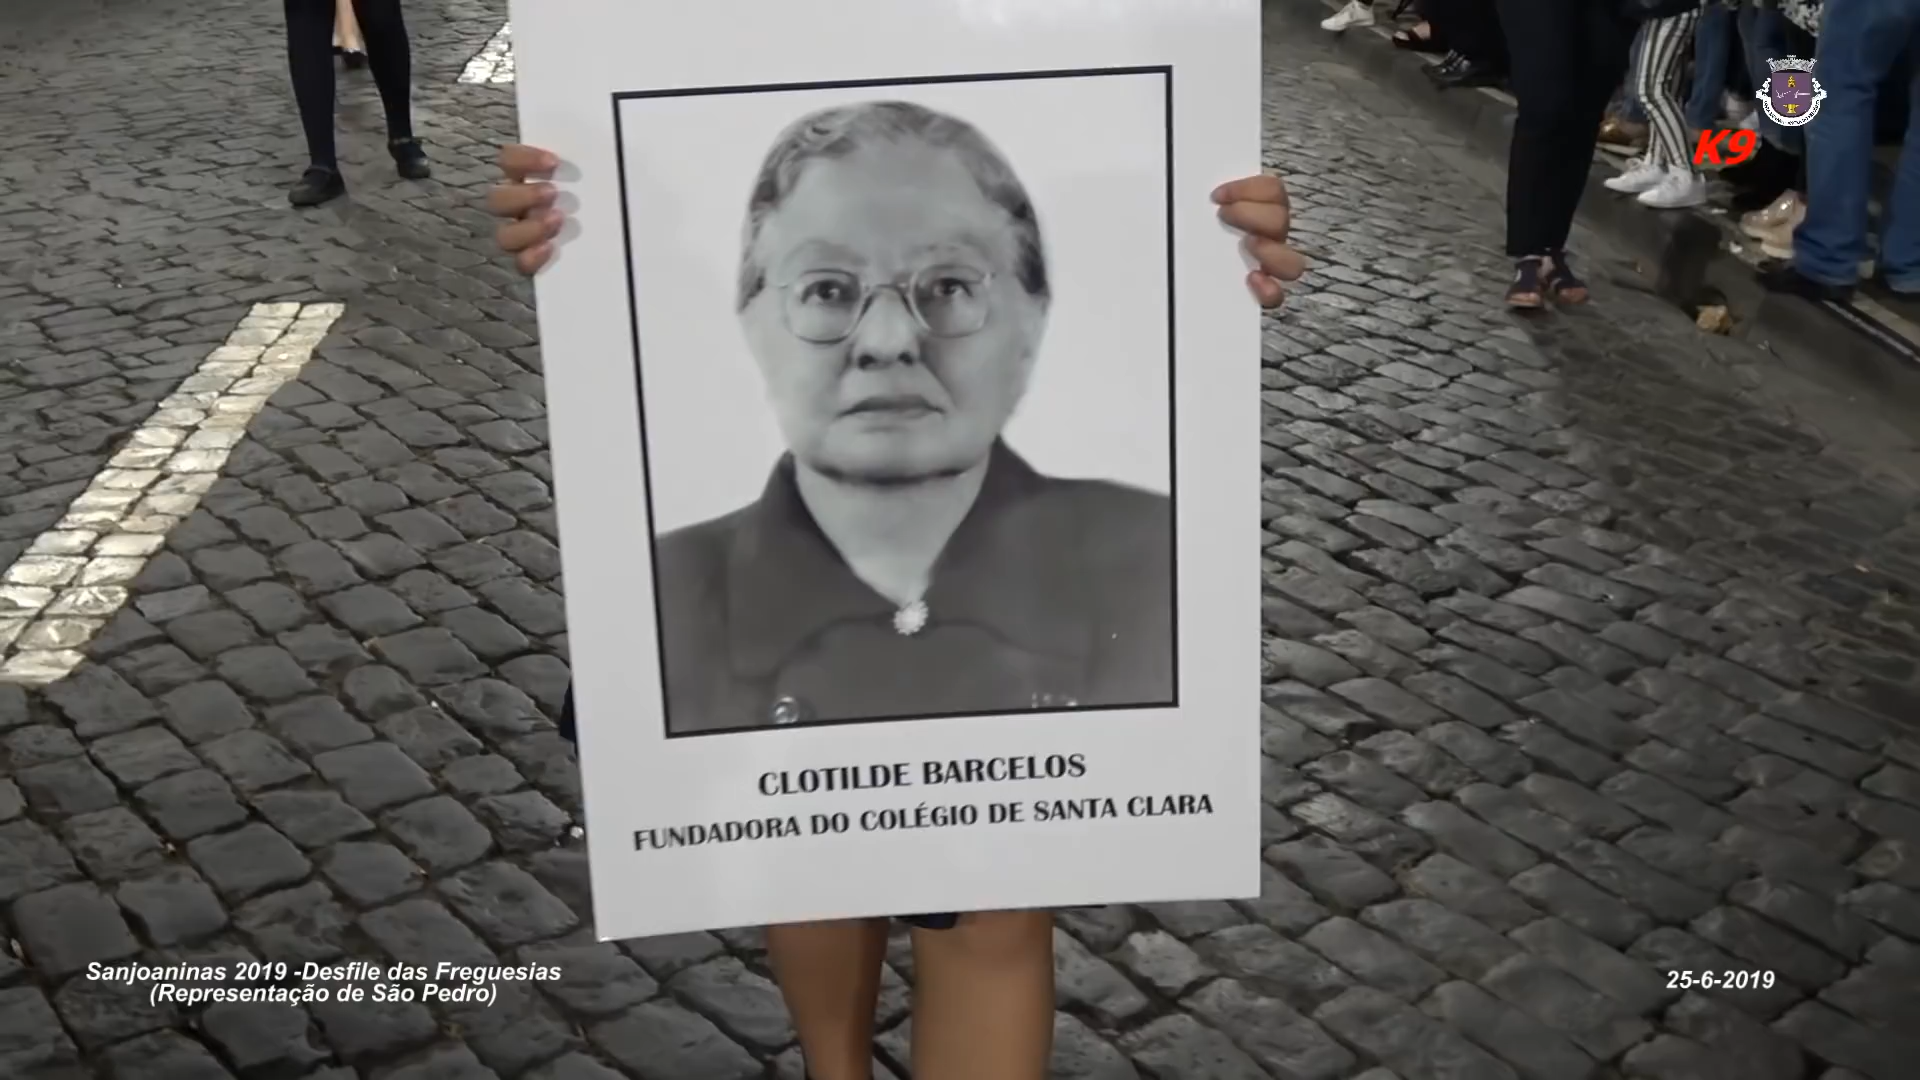 K9
CLOTILDE BARCELOS
FUNDADORA DO COLÉGIO DE SANTA CLARA
Sanjoaninas 2019 -Desfile das Freguesias
(Representação de São Pedro)
25-6-2019